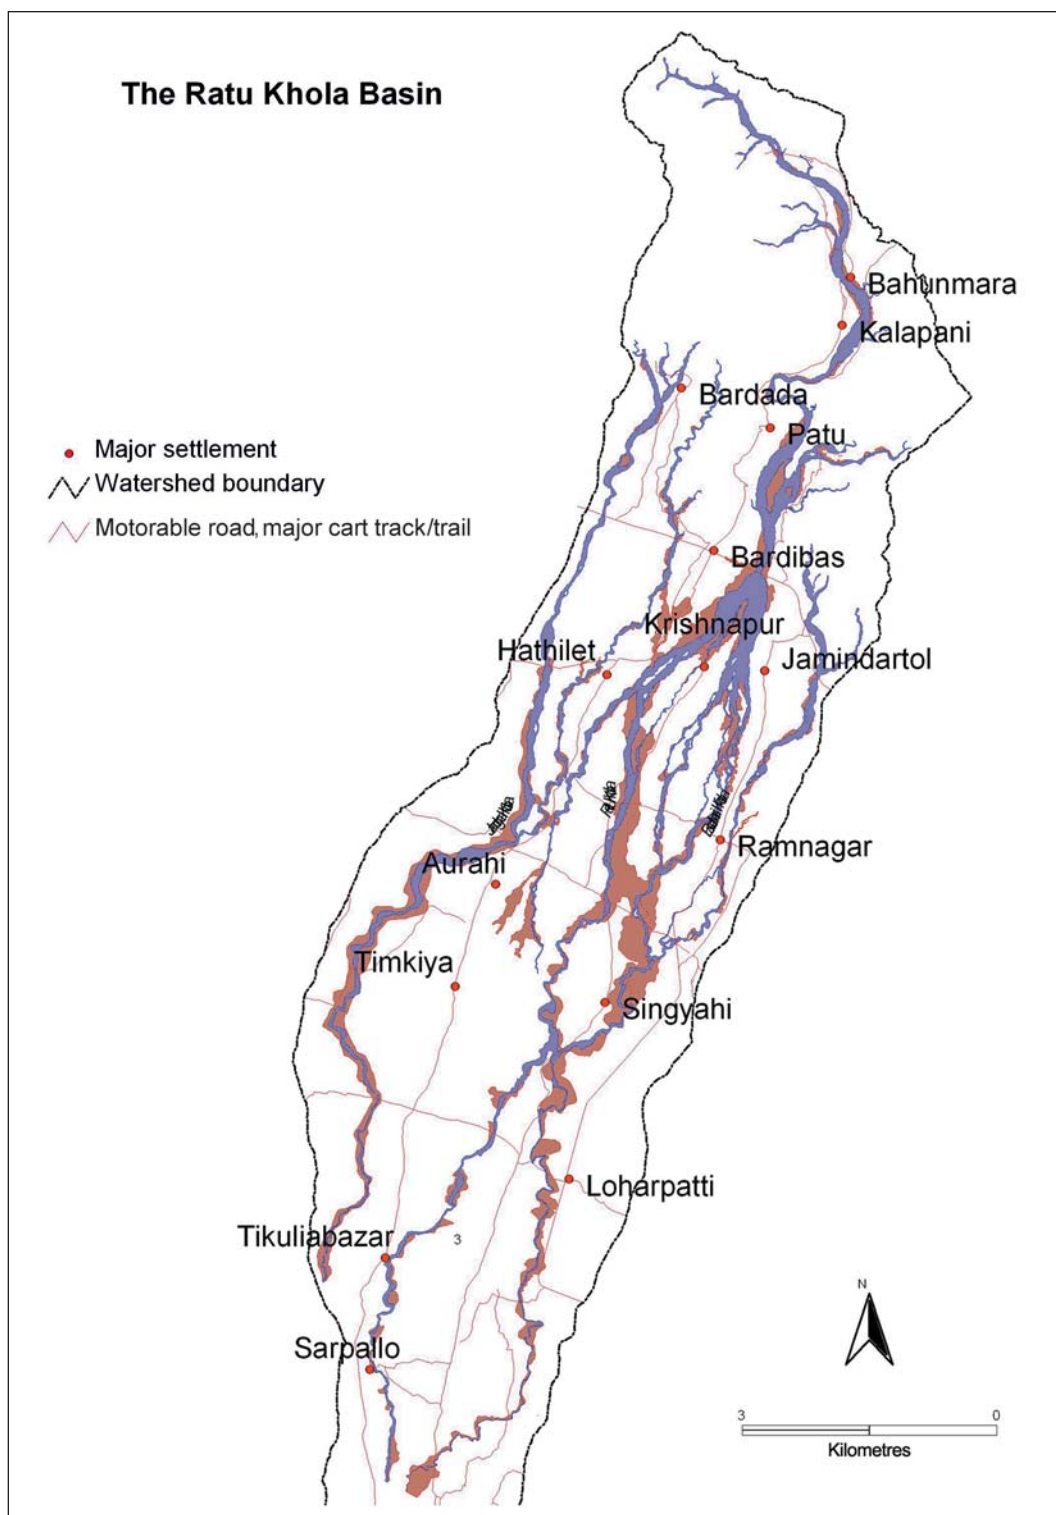 The Ratu Khola Basin
Bahunmara
Kalapani
Bardada
Patu
Major settlement
Watershed boundary
Motorable road, major cart track/trail
Bardibas
Krishnapur
Hathilet
Jamindartol
Ramnagar
Aurahi
Timkiya
Singyahi
Loharpatti
Tikuliabazar
3
N
Sarpallo
3 0
Kilometres